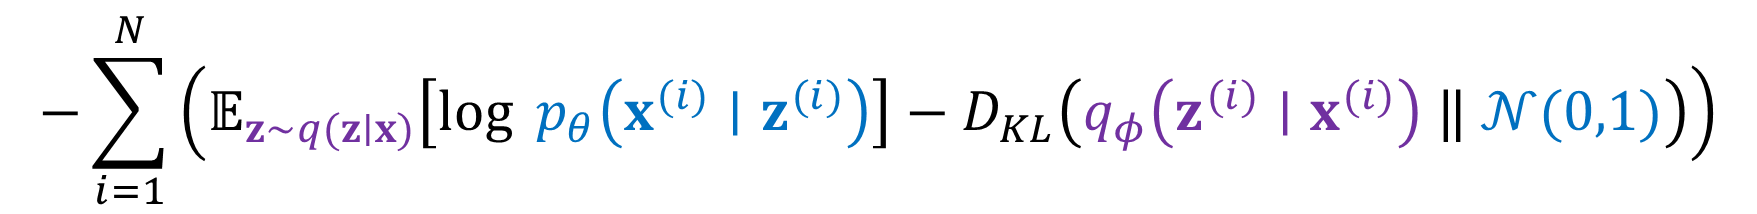 −∑_{i=1}^{N} (𝔼_{𝐳∼q(𝐳|𝐱)}[log p_θ(𝐱^{(i)} ∣ 𝐳^{(i)})] − D_{KL}(q_ϕ(𝐳^{(i)} ∣ 𝐱^{(i)}) ‖ 𝒩(0,1)))